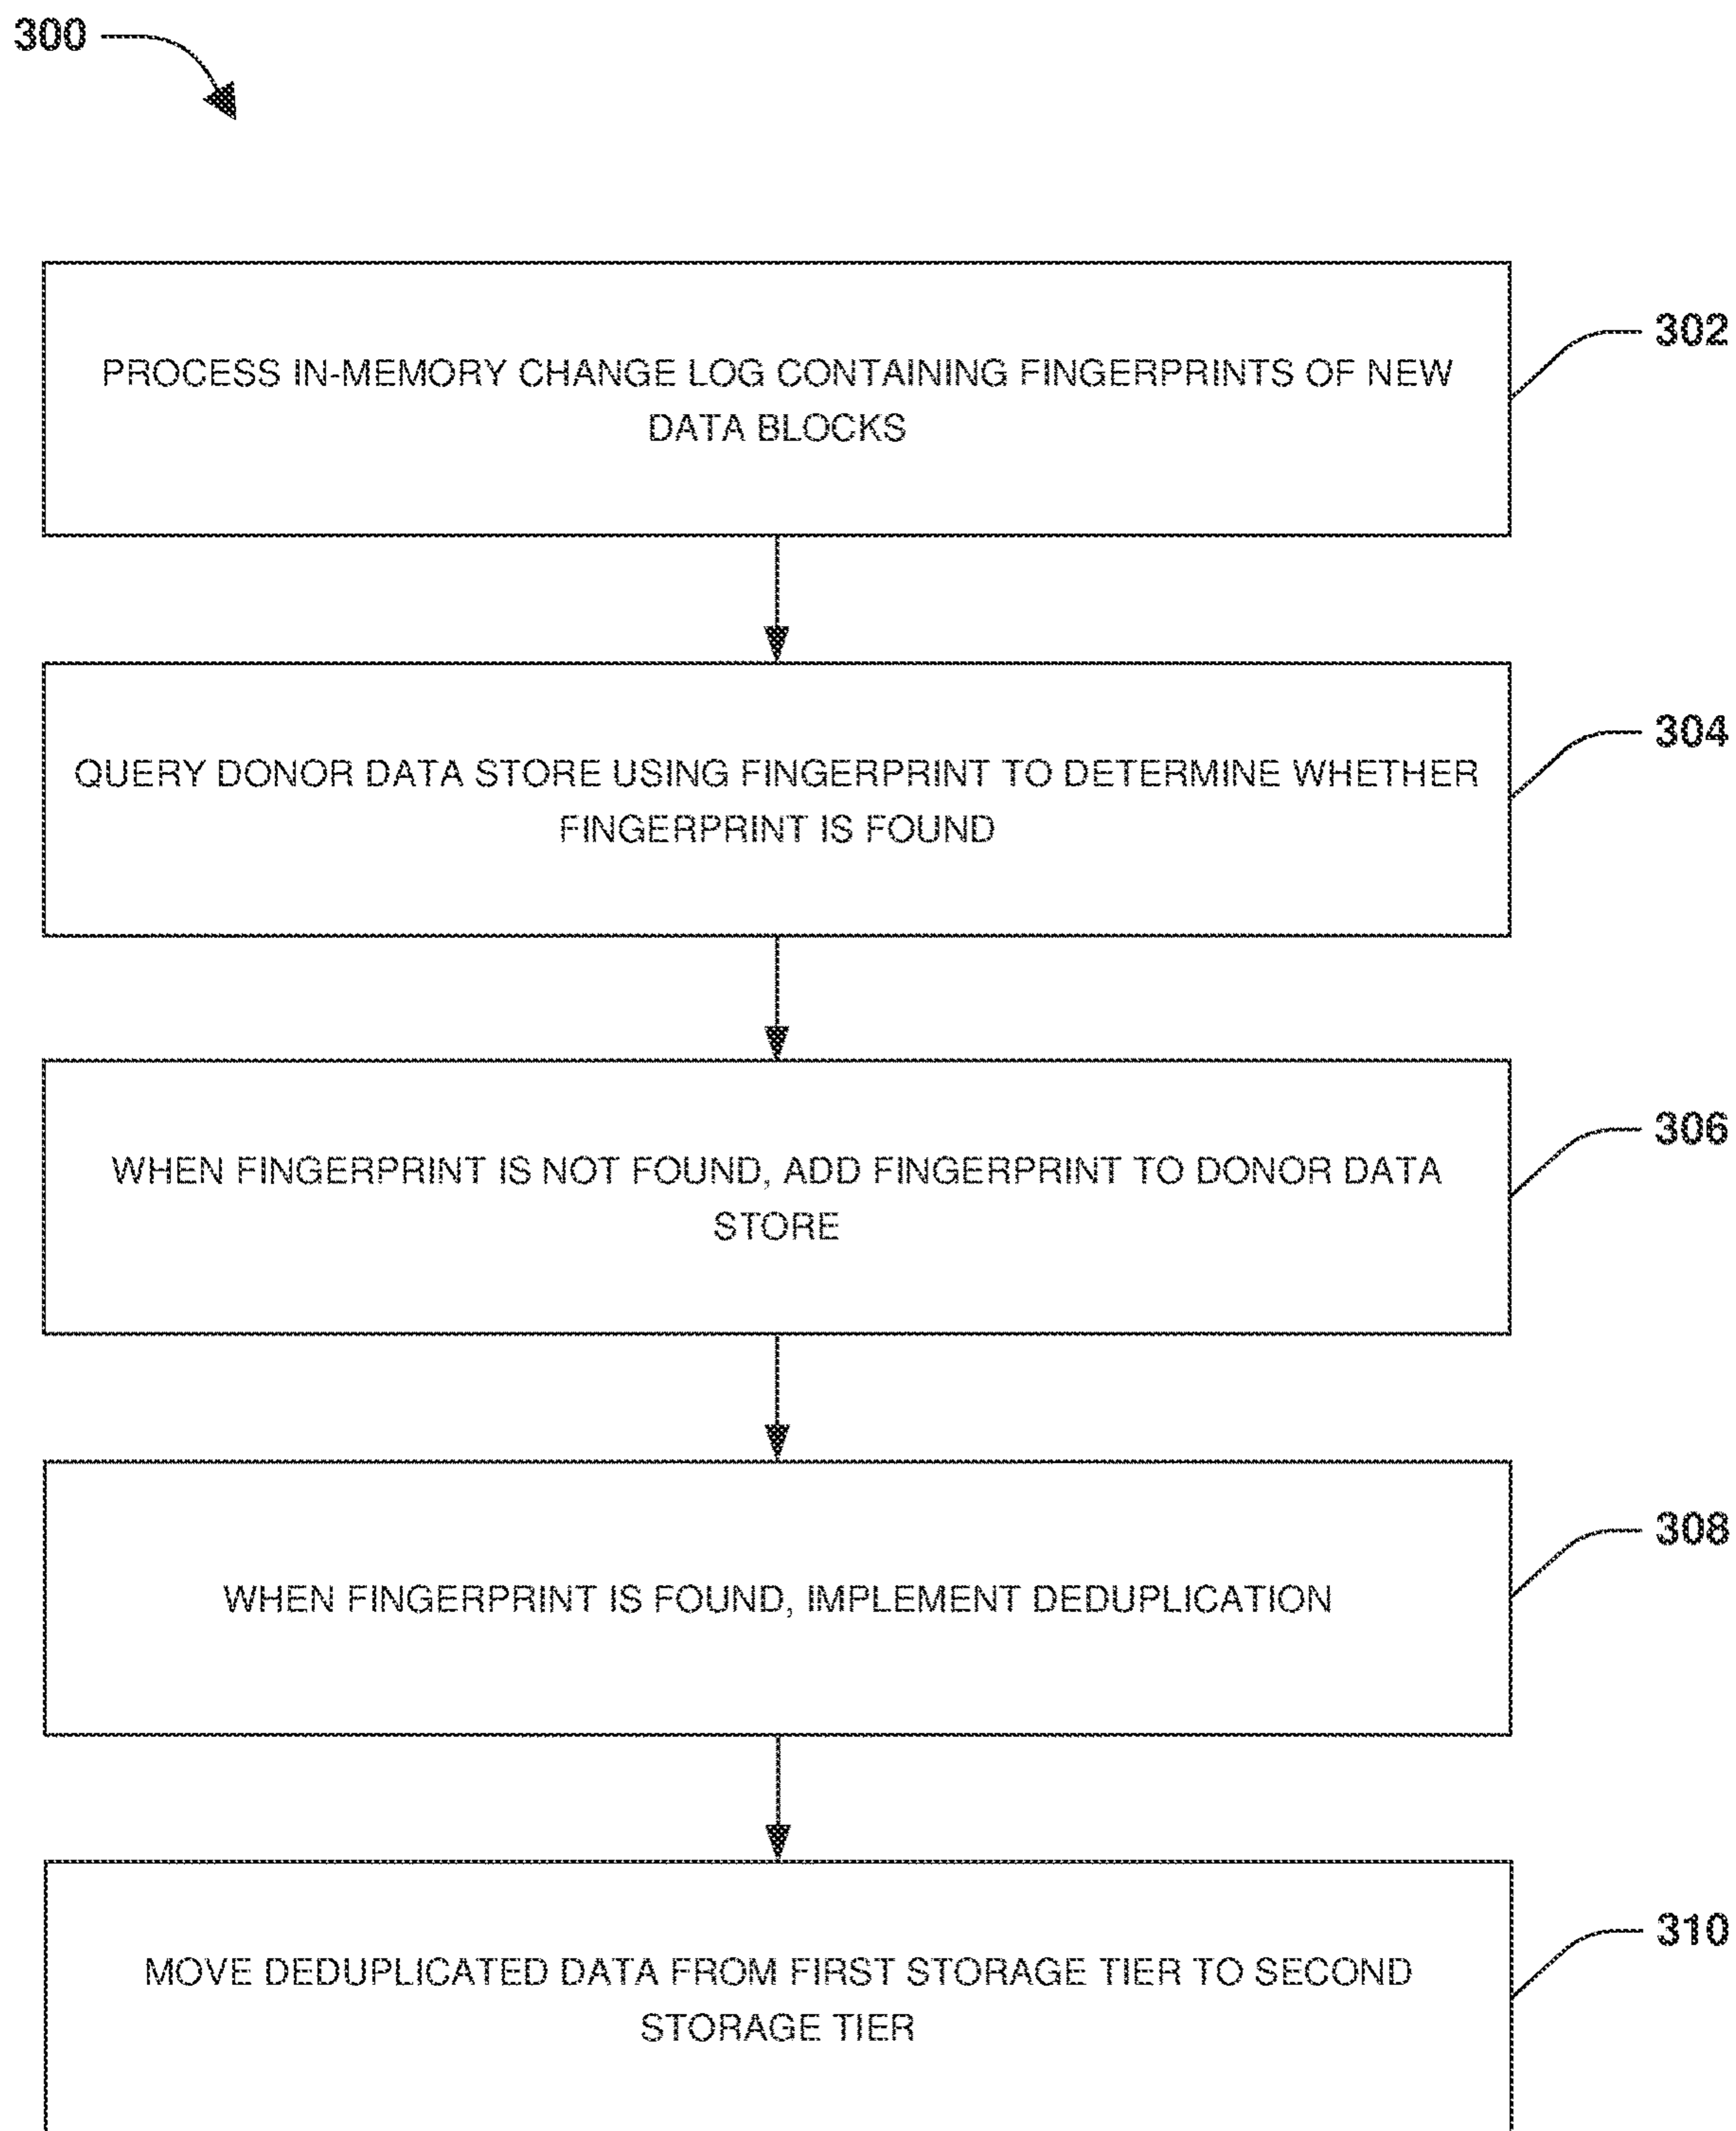 300
PROCESS IN-MEMORY CHANGE LOG CONTAINING FINGERPRINTS OF NEW
DATA BLOCKS
302
QUERY DONOR DATA STORE USING FINGERPRINT TO DETERMINE WHETHER
FINGERPRINT IS FOUND
304
WHEN FINGERPRINT IS NOT FOUND, ADD FINGERPRINT TO DONOR DATA
STORE
306
WHEN FINGERPRINT IS FOUND, IMPLEMENT DEDUPLICATION
308
MOVE DEDUPLICATED DATA FROM FIRST STORAGE TIER TO SECOND
STORAGE TIER
310